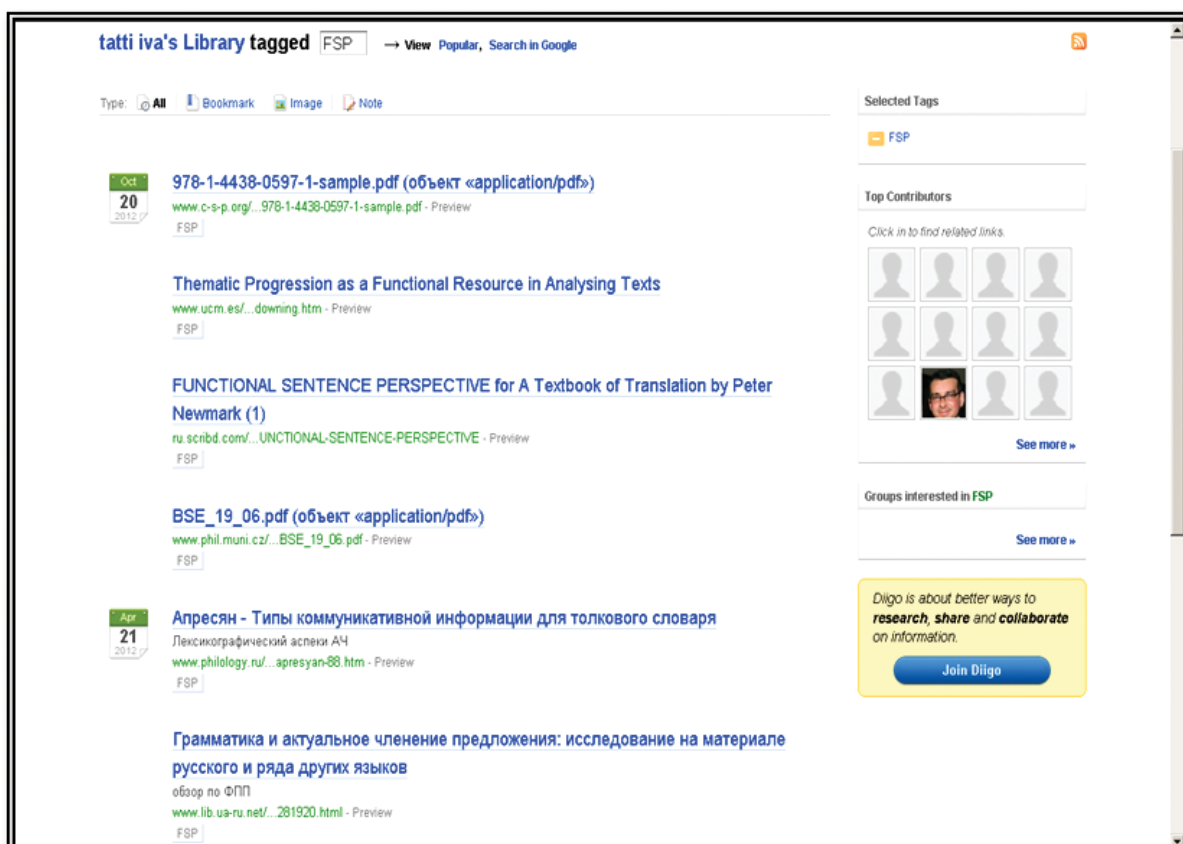 tatti iva's Library tagged FSP → View Popular, Search in Google
Type: All Bookmark Image Note
Oct
20
2012
978-1-4438-0597-1-sample.pdf (объект «application/pdf»)
www.c-s-p.org/...978-1-4438-0597-1-sample.pdf - Preview
FSP
Thematic Progression as a Functional Resource in Analysing Texts
www.ucm.es/...downing.htm - Preview
FSP
FUNCTIONAL SENTENCE PERSPECTIVE for A Textbook of Translation by Peter
Newmark (1)
ru.scribd.com/...UNCTIONAL-SENTENCE-PERSPECTIVE - Preview
FSP
BSE_19_06.pdf (объект «application/pdf»)
www.phil.muni.cz/...BSE_19_06.pdf - Preview
FSP
Apr
21
2012
Апресян - Типы коммуникативной информации для толкового словаря
Лексикографический аспеки АЧ
www.philology.ru/...apresyan-88.htm - Preview
FSP
Грамматика и актуальное членение предложения: исследование на материале
русского и ряда других языков
обзор по ФПП
www.lib.ua-ru.net/...281920.html - Preview
FSP
Selected Tags
FSP
Top Contributors
Click in to find related links.
See more »
Groups interested in FSP
See more »
Diigo is about better ways to
research, share and collaborate
on information.
Join Diigo